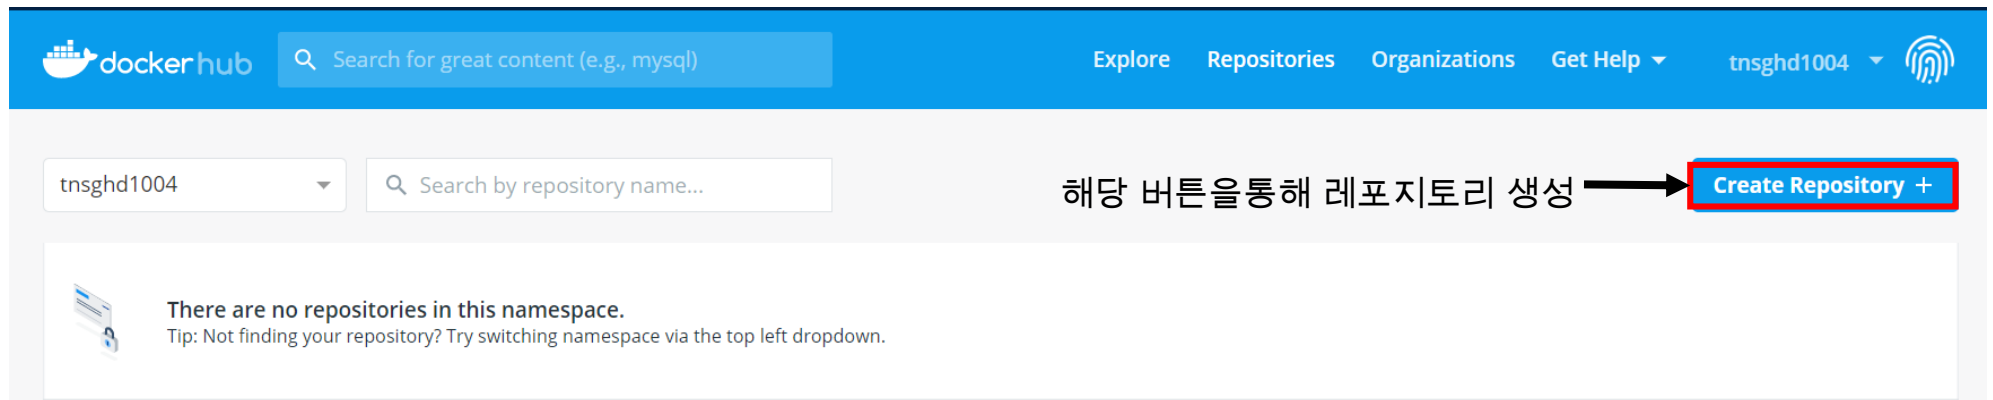 dockerhub
Search for great content (e.g., mysql)
Explore
Repositories
Organizations
Get Help
tnsghd1004
tnsghd1004
Search by repository name...
해당 버튼을통해 레포지토리 생성
Create Repository +
There are no repositories in this namespace.
Tip: Not finding your repository? Try switching namespace via the top left dropdown.